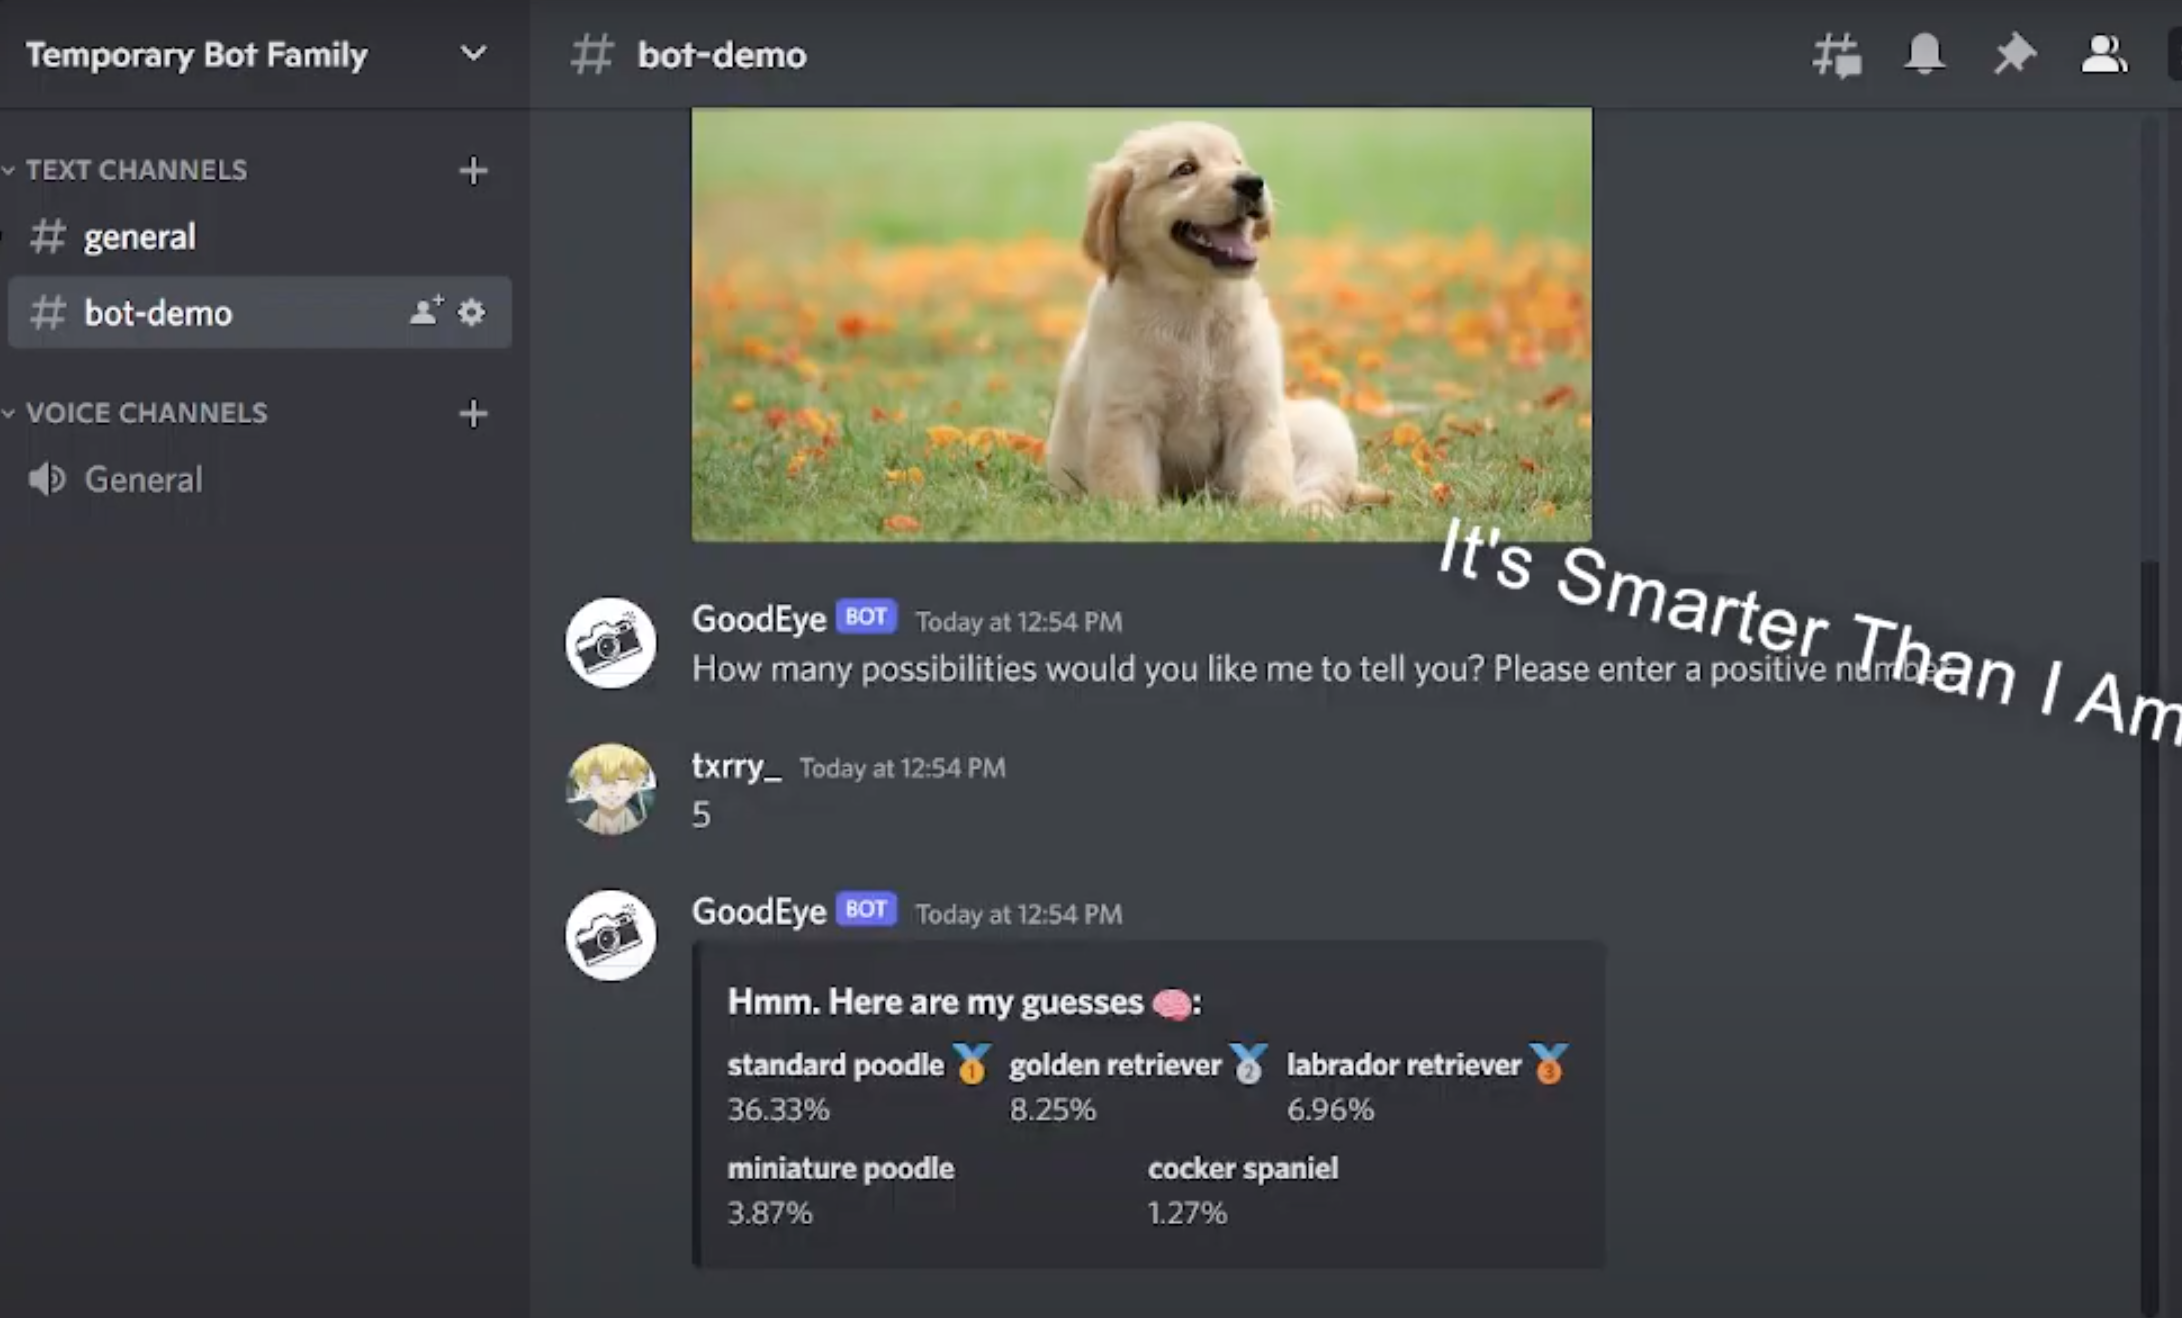 Temporary Bot Family
TEXT CHANNELS
# general
# bot-demo
VOICE CHANNELS
General
# bot-demo
It's Smarter Than I Am
GoodEye BOT Today at 12:54 PM
How many possibilities would you like me to tell you? Please enter a positive number
txrry_ Today at 12:54 PM
5
GoodEye BOT Today at 12:54 PM
Hmm. Here are my guesses 🧠:
standard poodle 🥇 golden retriever 🥈 labrador retriever 🥉
36.33% 8.25% 6.96%
miniature poodle cocker spaniel
3.87% 1.27%